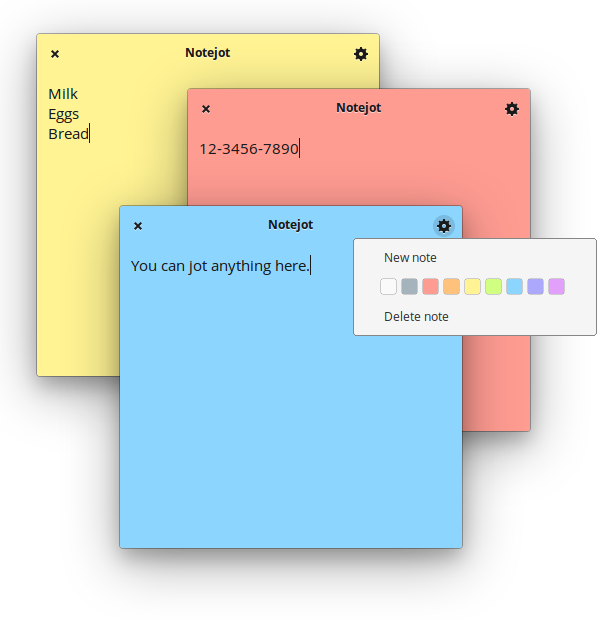 Notejot
Milk
Eggs
Bread
Notejot
12-3456-7890
Notejot
You can jot anything here.
New note
Delete note